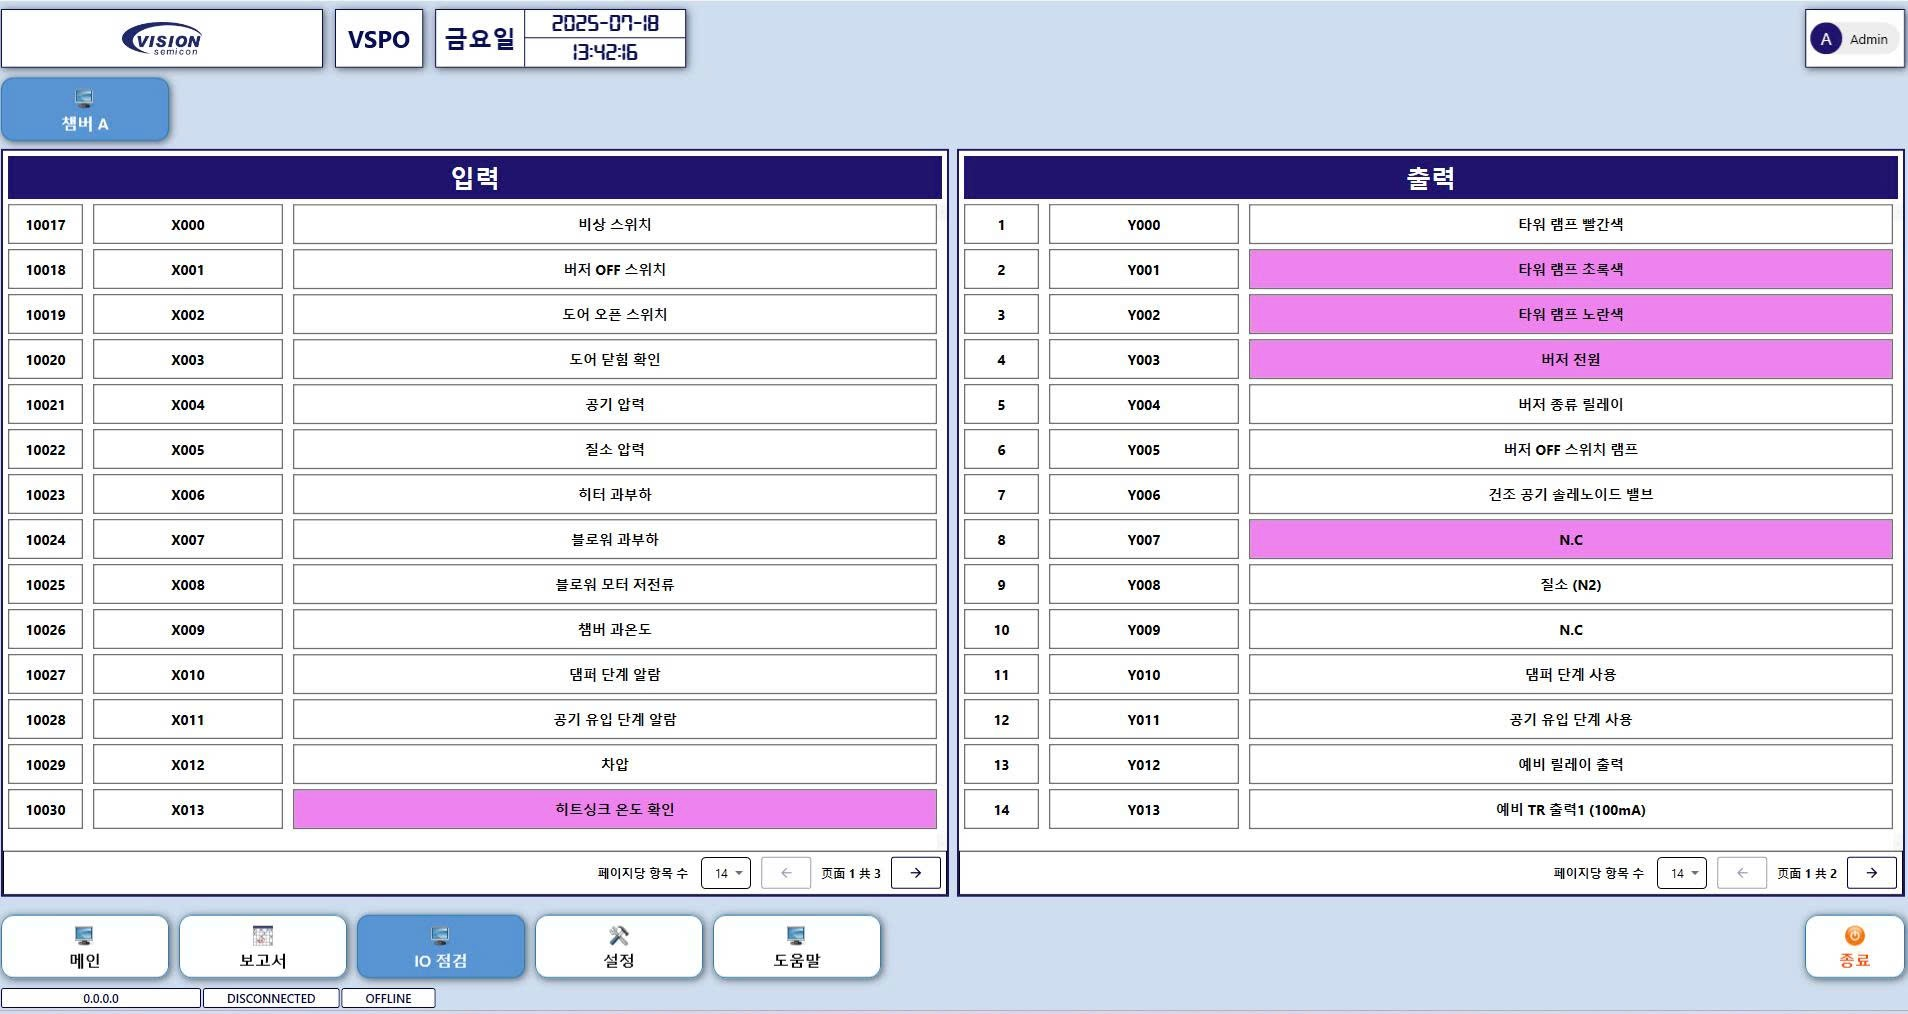 VISION
semicon
VSPO
금요일
2025-07-18
13:42:16
A Admin
챔버 A
입력
10017 X000 비상 스위치
10018 X001 버저 OFF 스위치
10019 X002 도어 오픈 스위치
10020 X003 도어 닫힘 확인
10021 X004 공기 압력
10022 X005 질소 압력
10023 X006 히터 과부하
10024 X007 블로워 과부하
10025 X008 블로워 모터 저전류
10026 X009 챔버 과온도
10027 X010 댐퍼 단계 알람
10028 X011 공기 유입 단계 알람
10029 X012 차압
10030 X013 히트싱크 온도 확인
페이지당 항목 수 14 ← 页面 1 共 3 →
출력
1 Y000 타워 램프 빨간색
2 Y001 타워 램프 초록색
3 Y002 타워 램프 노란색
4 Y003 버저 전원
5 Y004 버저 종류 릴레이
6 Y005 버저 OFF 스위치 램프
7 Y006 건조 공기 솔레노이드 밸브
8 Y007 N.C
9 Y008 질소 (N2)
10 Y009 N.C
11 Y010 댐퍼 단계 사용
12 Y011 공기 유입 단계 사용
13 Y012 예비 릴레이 출력
14 Y013 예비 TR 출력1 (100mA)
페이지당 항목 수 14 ← 页面 1 共 2 →
메인
보고서
IO 점검
설정
도움말
종료
0.0.0.0
DISCONNECTED
OFFLINE